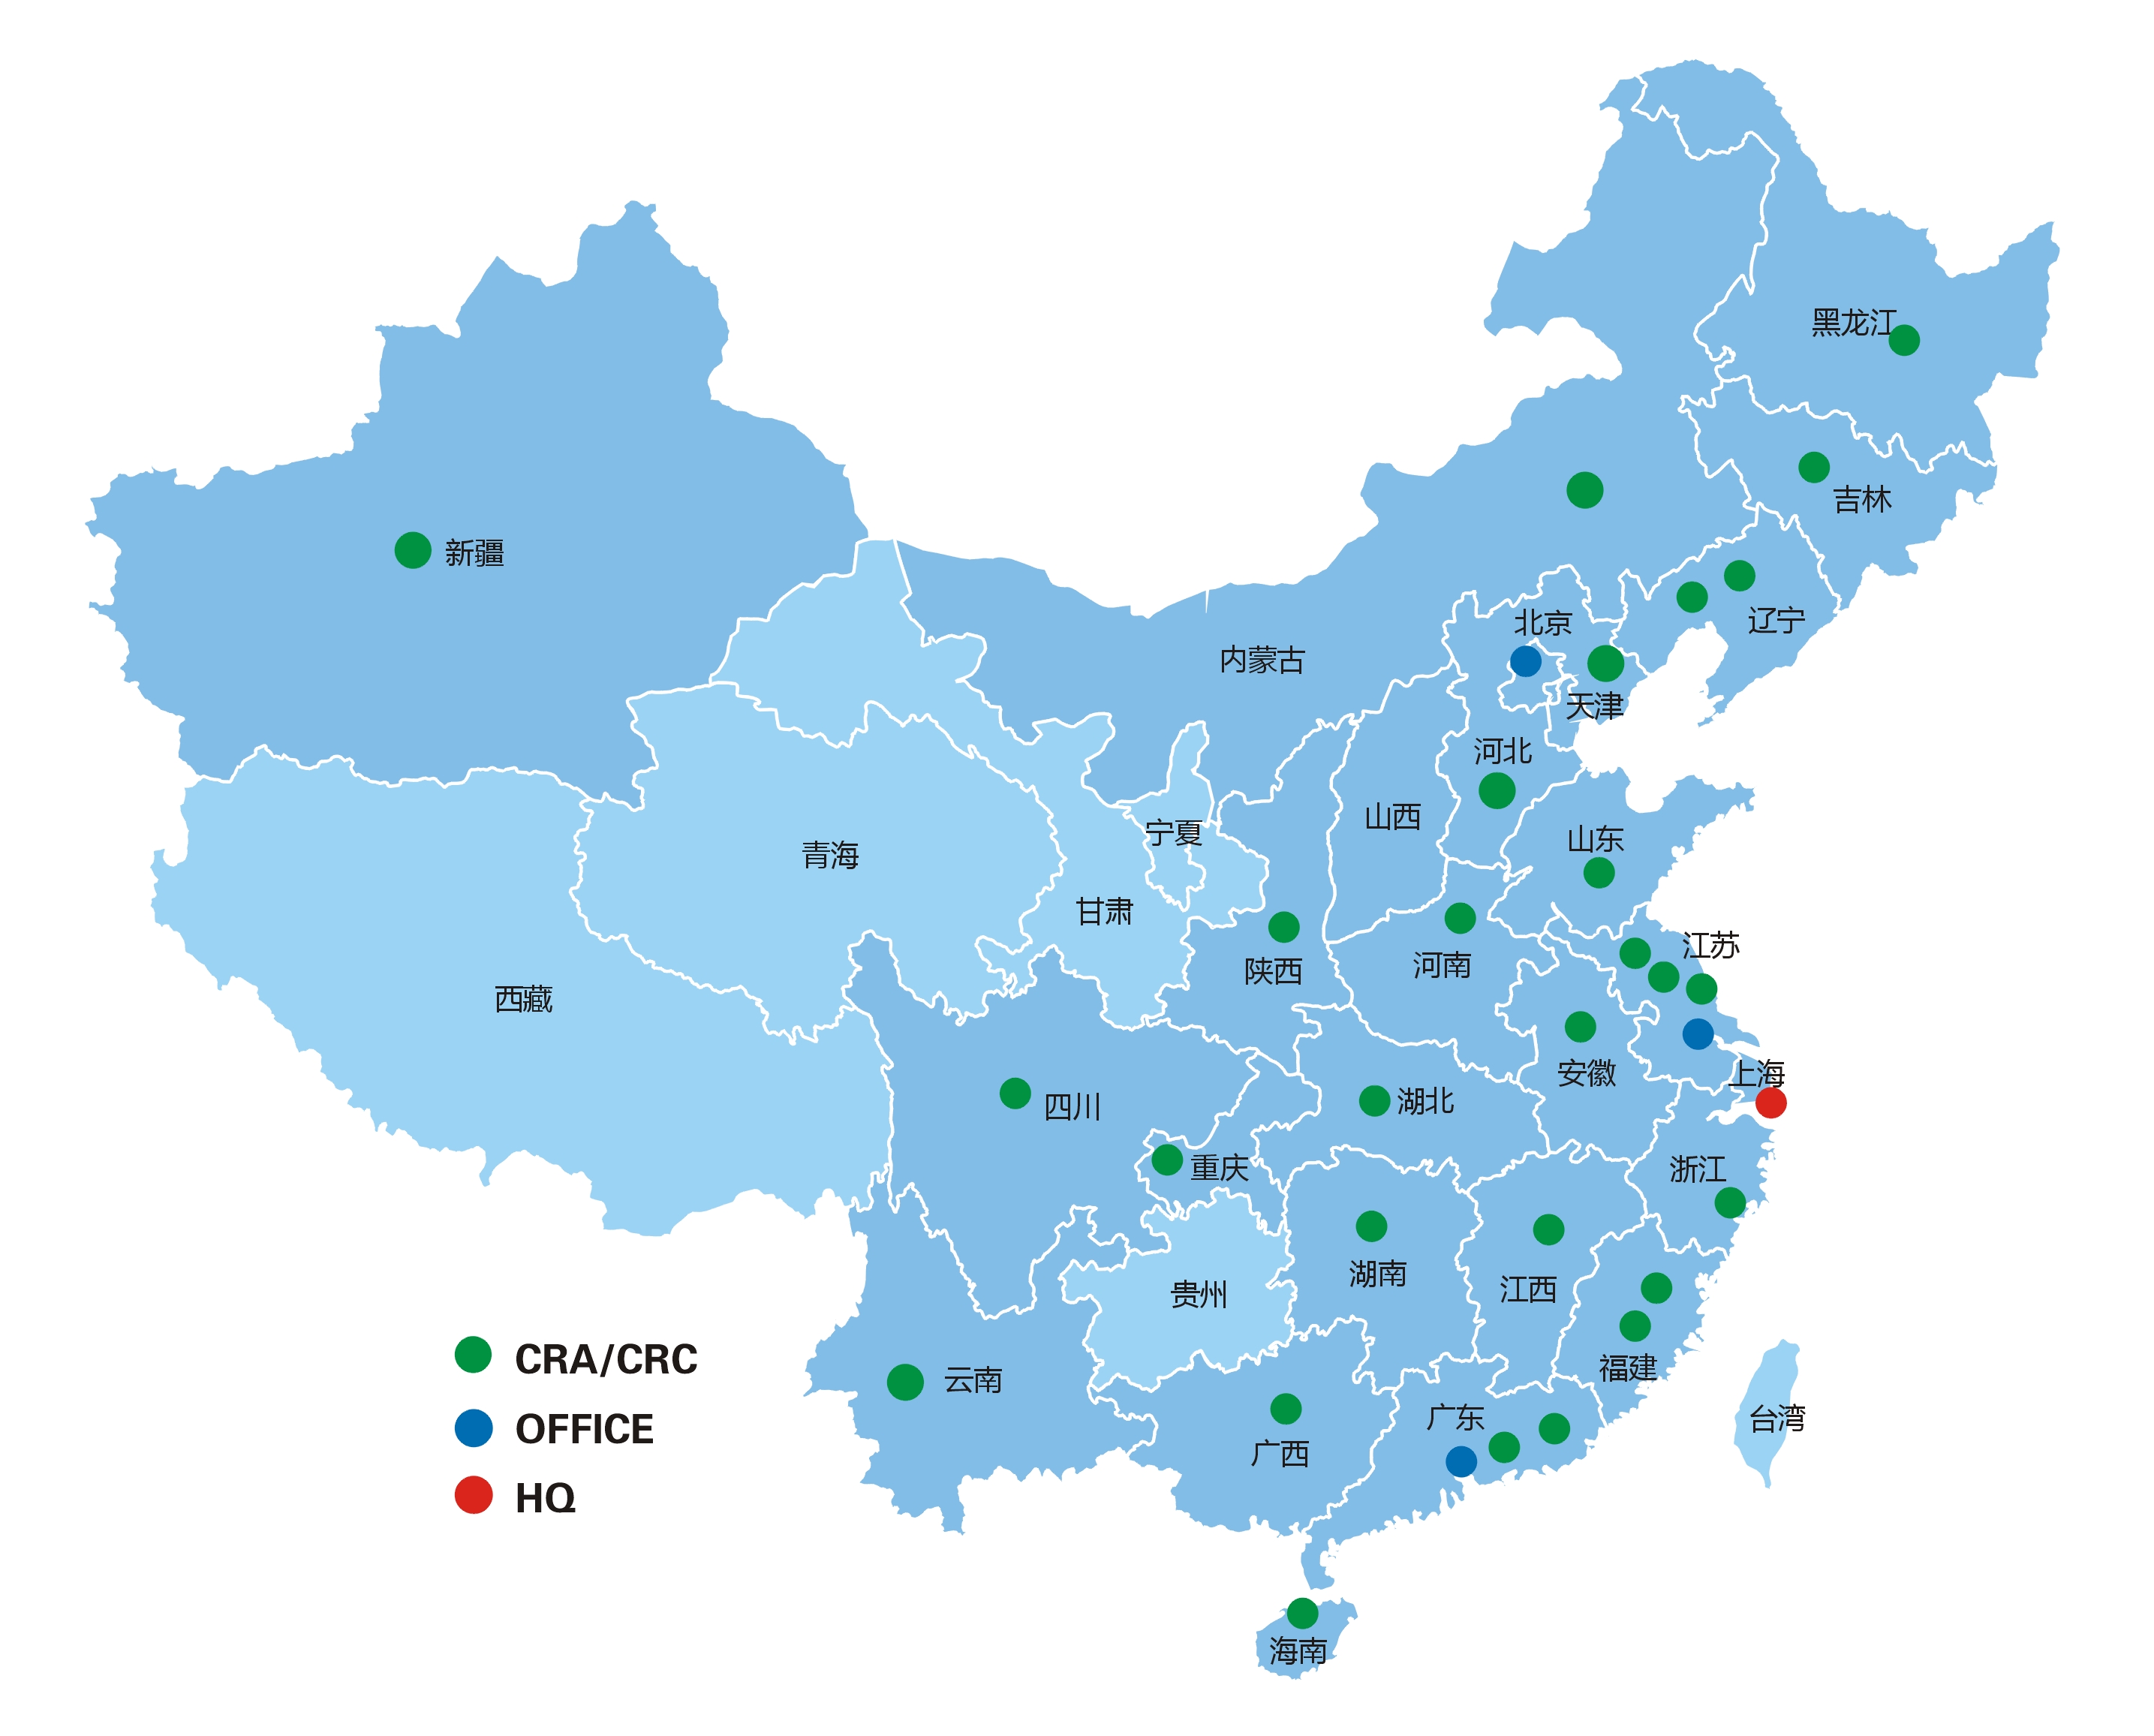 黑龙江
吉林
新疆
辽宁
北京
内蒙古
天津
河北
山西
宁夏
山东
青海
甘肃
江苏
河南
陕西
西藏
安徽
上海
湖北
四川
重庆
浙江
湖南
江西
贵州
福建
云南
广东
台湾
广西
海南
CRA/CRC
OFFICE
HQ